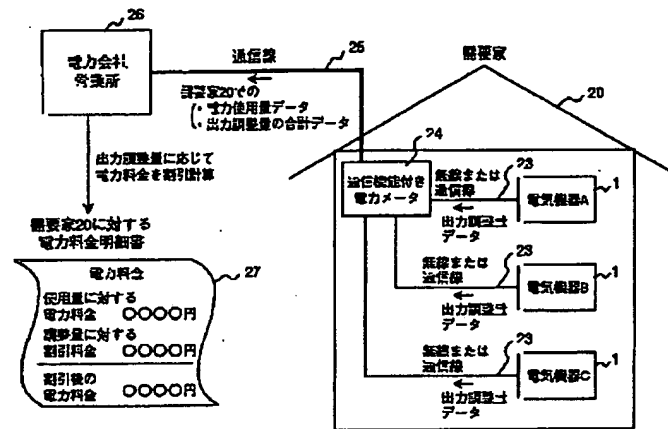 26
電力会社
営業所
通信線
25
需要家20での
・電力使用量データ
・出力調整量の合計データ
出力調整量に応じて
電力料金を割引計算
需要家20に対する
電力料金明細書
27
電力料金
使用量に対する
電力料金 〇〇〇〇円
調整量に対する
割引料金 〇〇〇〇円
割引後の
電力料金 〇〇〇〇円
需要家
20
24
通信機能付き
電力メータ
無線または
通信線
23
出力調整量
データ
電気機器A
1
無線または
通信線
23
出力調整量
データ
電気機器B
1
無線または
通信線
23
出力調整量
データ
電気機器C
1